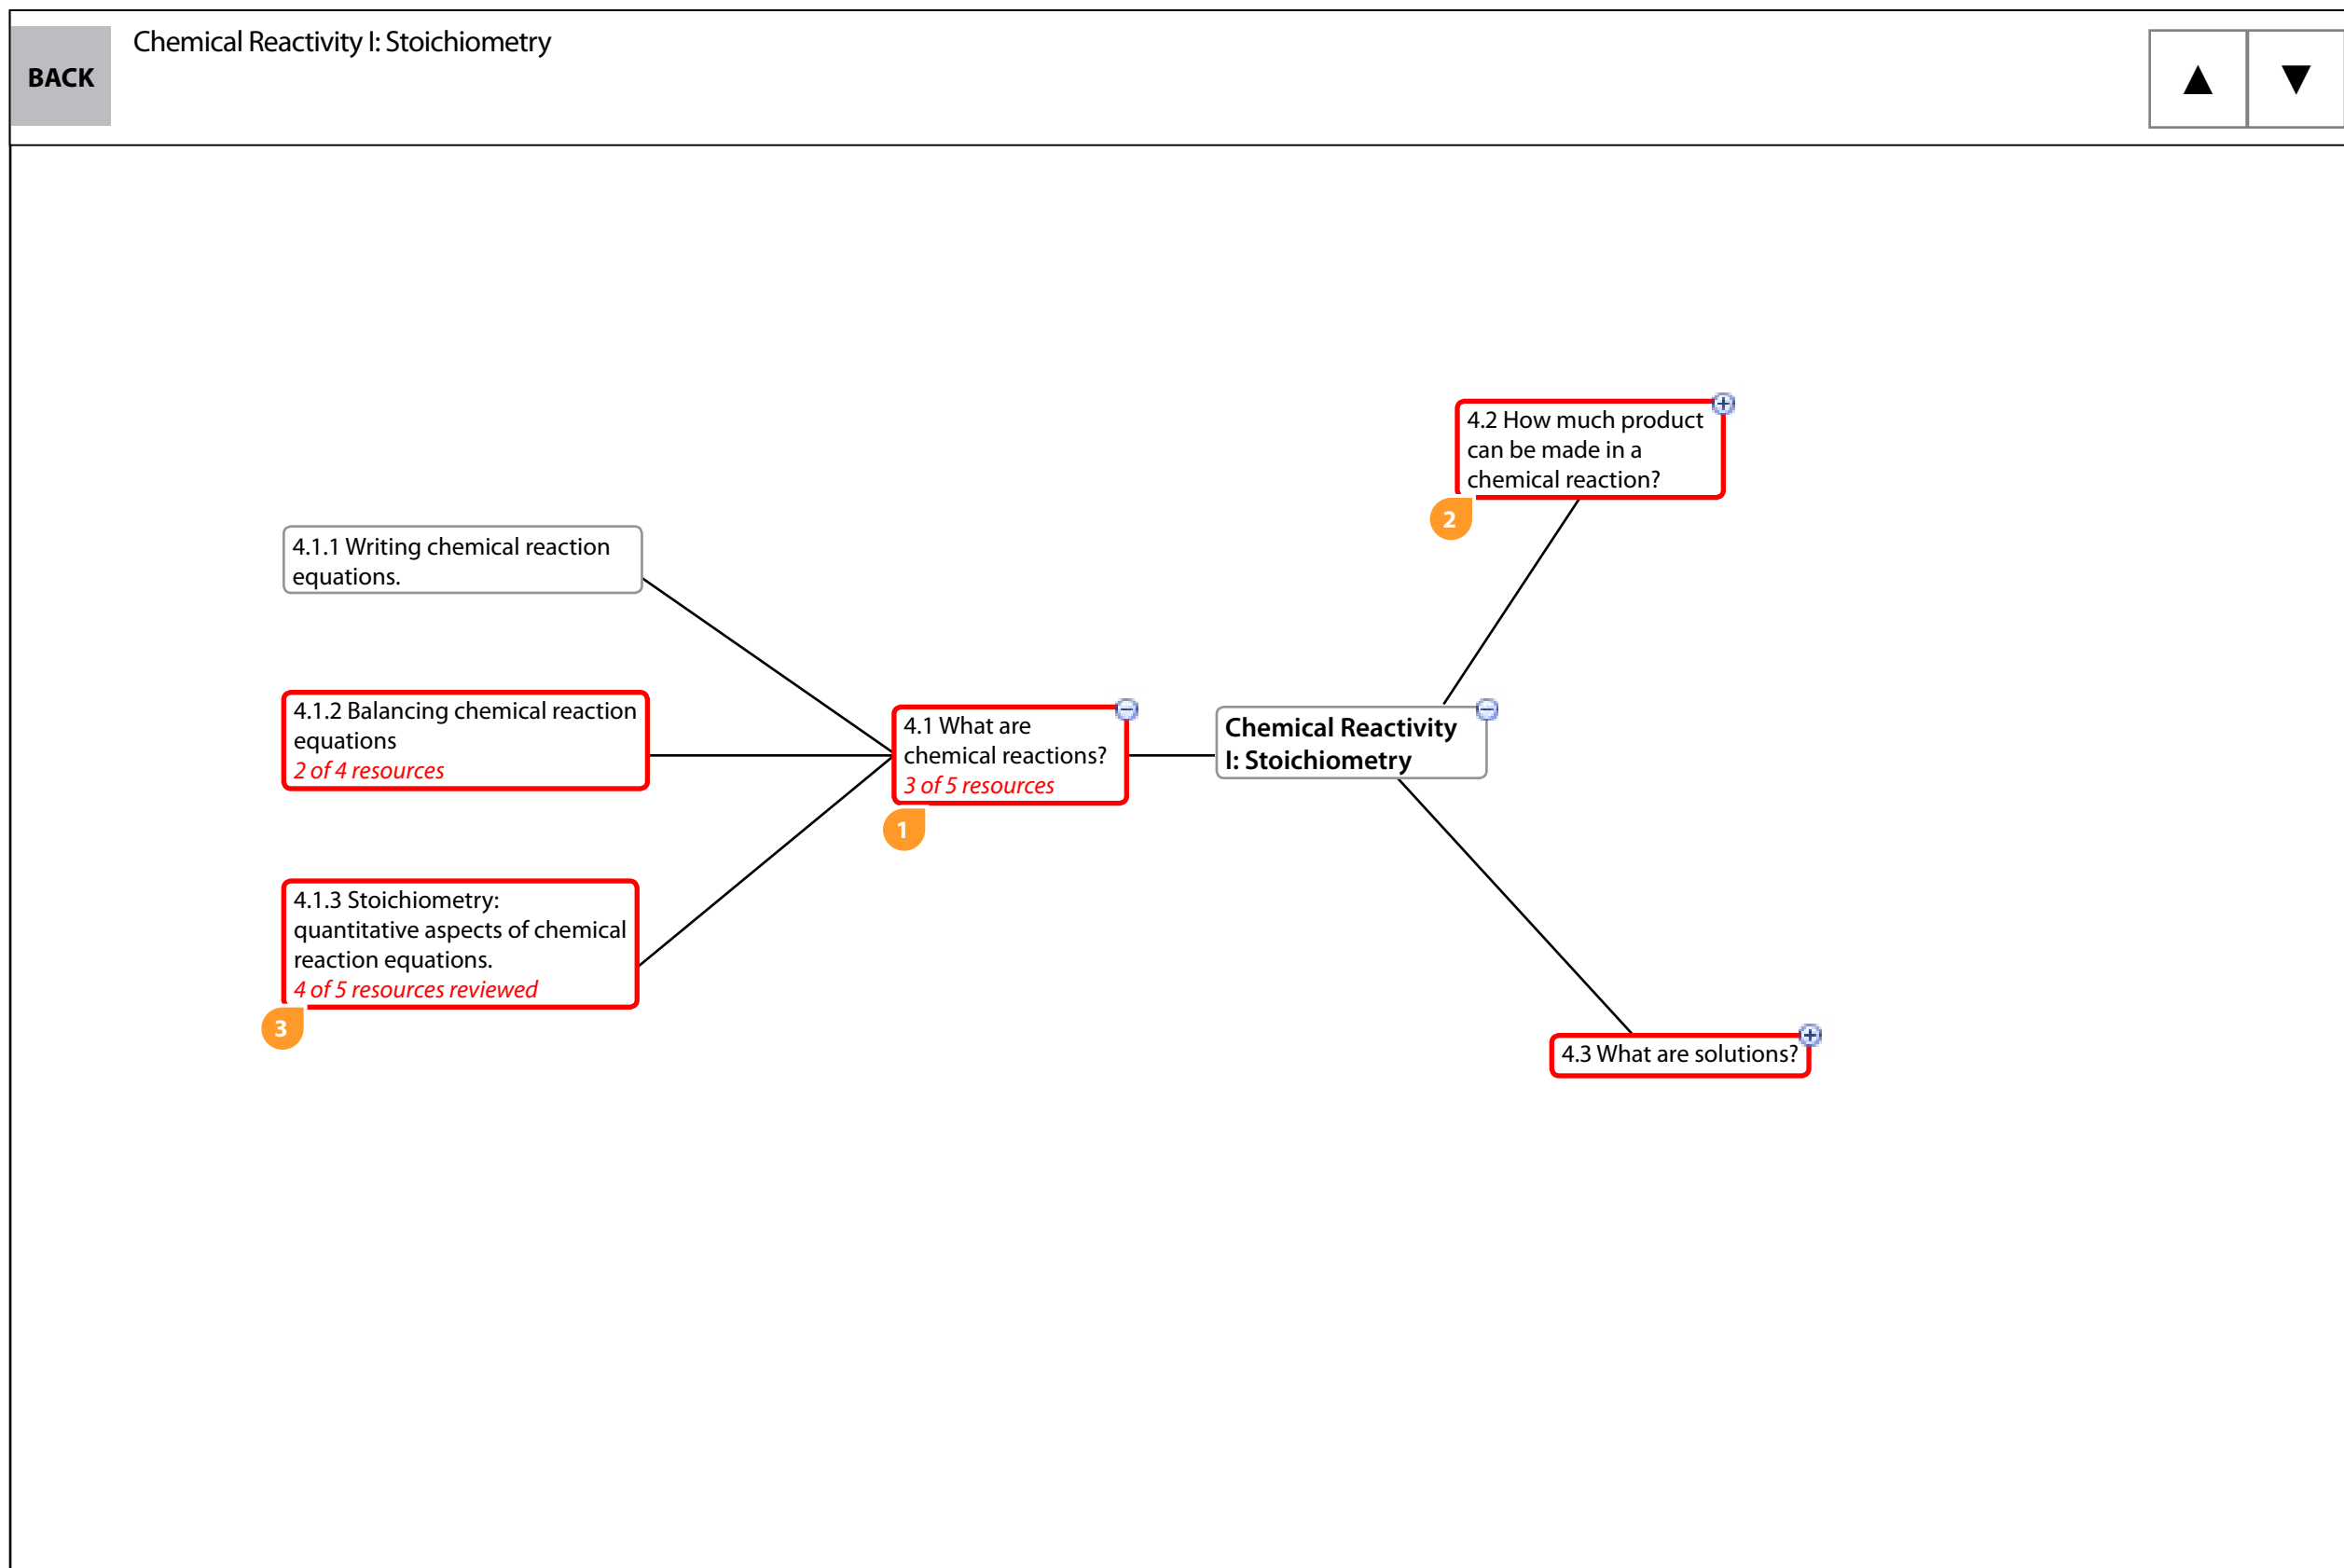 Chemical Reactivity I: Stoichiometry
BACK
4.2 How much product
can be made in a
chemical reaction?
2
4.1.1 Writing chemical reaction
equations.
4.1.2 Balancing chemical reaction
equations
2 of 4 resources
4.1 What are
chemical reactions?
3 of 5 resources
1
Chemical Reactivity
I: Stoichiometry
4.1.3 Stoichiometry:
quantitative aspects of chemical
reaction equations.
4 of 5 resources reviewed
3
4.3 What are solutions?